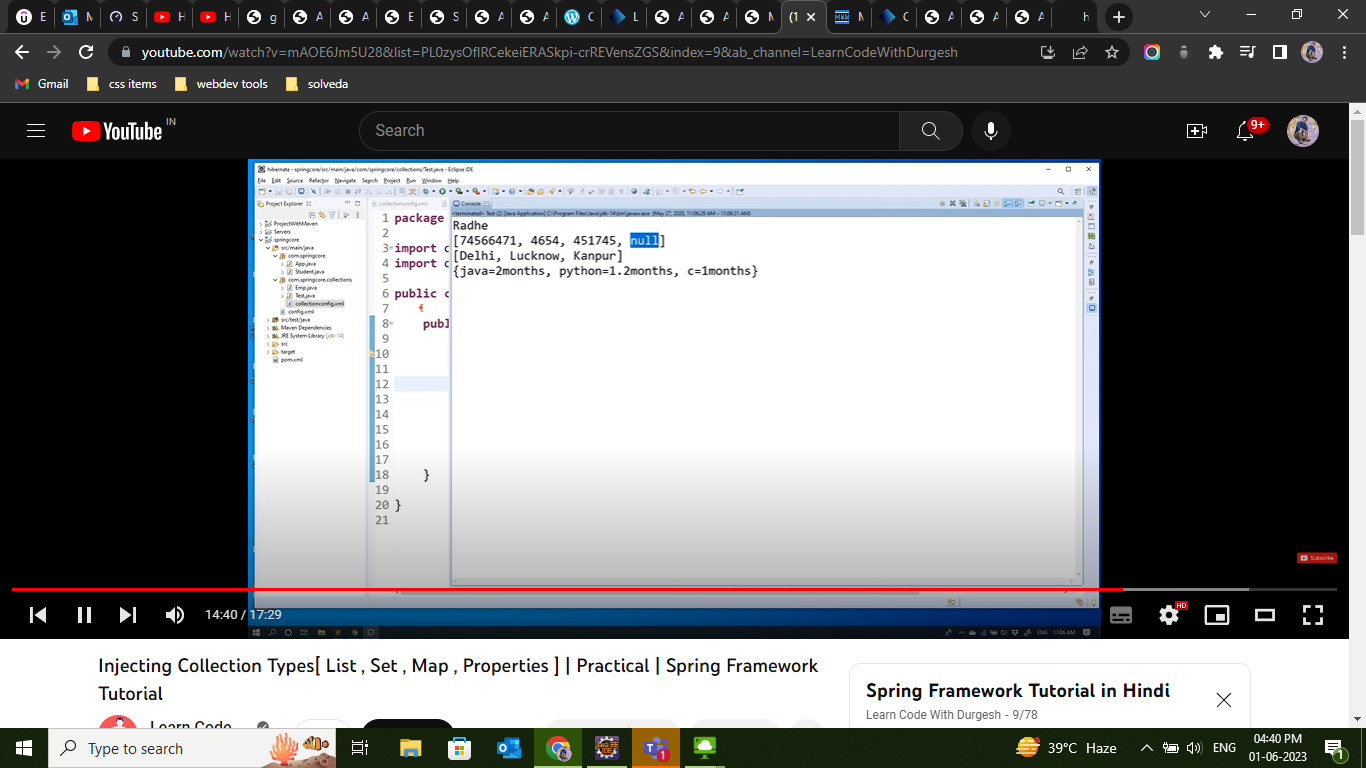 E
M
S
H
H
g
A
A
E
S
A
A
C
L
A
A
M
(1
M
C
A
A
A
h
youtube.com/watch?v=mAOE6Jm5U28&list=PL0zysOflRCekeiERASkpi-crREVensZGS&index=9&ab_channel=LearnCodeWithDurgesh
Gmail
css items
webdev tools
solveda
YouTube IN
Search
9+
hibernate - springcore/src/main/java/com/springcore/collections/Test.java - Eclipse IDE
File Edit Source Refactor Navigate Search Project Run Window Help
Project Explorer
collectionconfig.xml
Console
<terminated> Test (2) [Java Application] C:\Program Files\Java\jdk-14\bin\javaw.exe (May 27, 2020, 11:06:29 AM – 11:06:31 AM)
ProjectWithMaven
Servers
springcore
src/main/java
com.springcore
App.java
Student.java
com.springcore.collections
Emp.java
Test.java
collectionconfig.xml
config.xml
src/test/java
Maven Dependencies
JRE System Library [jdk-14]
src
target
pom.xml
1 package
2
3 import c
4 import c
5
6 public c
7
8 publ
9
10
11
12
13
14
15
16
17
18 }
19
20 }
21
Radhe
[74566471, 4654, 451745, null]
[Delhi, Lucknow, Kanpur]
{java=2months, python=1.2months, c=1months}
Subscribe
14:40 / 17:29
HD
ENG 11:06 AM
Injecting Collection Types[ List , Set , Map , Properties ] | Practical | Spring Framework
Tutorial
Learn Code
Spring Framework Tutorial in Hindi
Learn Code With Durgesh - 9/78
Type to search
39°C Haze
ENG
04:40 PM
01-06-2023
1